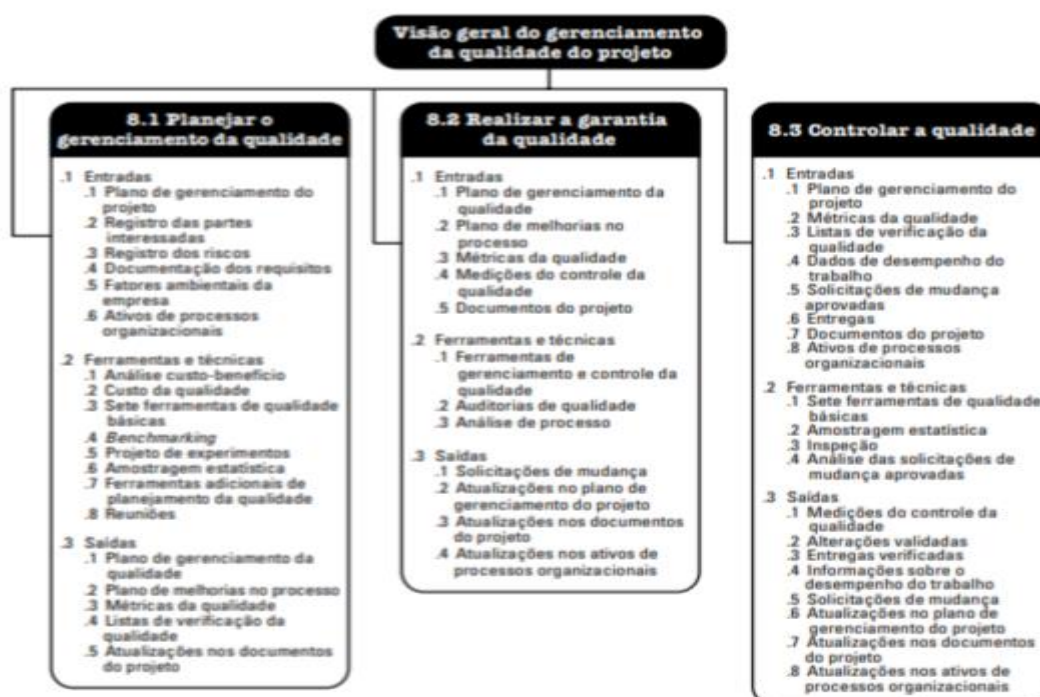 Visão geral do gerenciamento
da qualidade do projeto
8.1 Planejar o
gerenciamento da qualidade
.1 Entradas
.1 Plano de gerenciamento do
projeto
.2 Registro das partes
interessadas
.3 Registro dos riscos
.4 Documentação dos requisitos
.5 Fatores ambientais da
empresa
.6 Ativos de processos
organizacionais
.2 Ferramentas e técnicas
.1 Análise custo-benefício
.2 Custo da qualidade
.3 Sete ferramentas de qualidade
básicas
.4 Benchmarking
.5 Projeto de experimentos
.6 Amostragem estatística
.7 Ferramentas adicionais de
planejamento da qualidade
.8 Reuniões
.3 Saídas
.1 Plano de gerenciamento da
qualidade
.2 Plano de melhorias no processo
.3 Métricas da qualidade
.4 Listas de verificação da
qualidade
.5 Atualizações nos documentos
do projeto
8.2 Realizar a garantia
da qualidade
.1 Entradas
.1 Plano de gerenciamento da
qualidade
.2 Plano de melhorias no
processo
.3 Métricas da qualidade
.4 Medições do controle da
qualidade
.5 Documentos do projeto
.2 Ferramentas e técnicas
.1 Ferramentas de
gerenciamento e controle da
qualidade
.2 Auditorias de qualidade
.3 Análise de processo
.3 Saídas
.1 Solicitações de mudança
.2 Atualizações no plano de
gerenciamento do projeto
.3 Atualizações nos documentos
do projeto
.4 Atualizações nos ativos de
processos organizacionais
8.3 Controlar a qualidade
.1 Entradas
.1 Plano de gerenciamento do
projeto
.2 Métricas da qualidade
.3 Listas de verificação da
qualidade
.4 Dados de desempenho do
trabalho
.5 Solicitações de mudança
aprovadas
.6 Entregas
.7 Documentos do projeto
.8 Ativos de processos
organizacionais
.2 Ferramentas e técnicas
.1 Sete ferramentas de qualidade
básicas
.2 Amostragem estatística
.3 Inspeção
.4 Análise das solicitações de
mudança aprovadas
.3 Saídas
.1 Medições do controle da
qualidade
.2 Alterações validadas
.3 Entregas verificadas
.4 Informações sobre o
desempenho do trabalho
.5 Solicitações de mudança
.6 Atualizações no plano de
gerenciamento do projeto
.7 Atualizações nos documentos
do projeto
.8 Atualizações nos ativos de
processos organizacionais